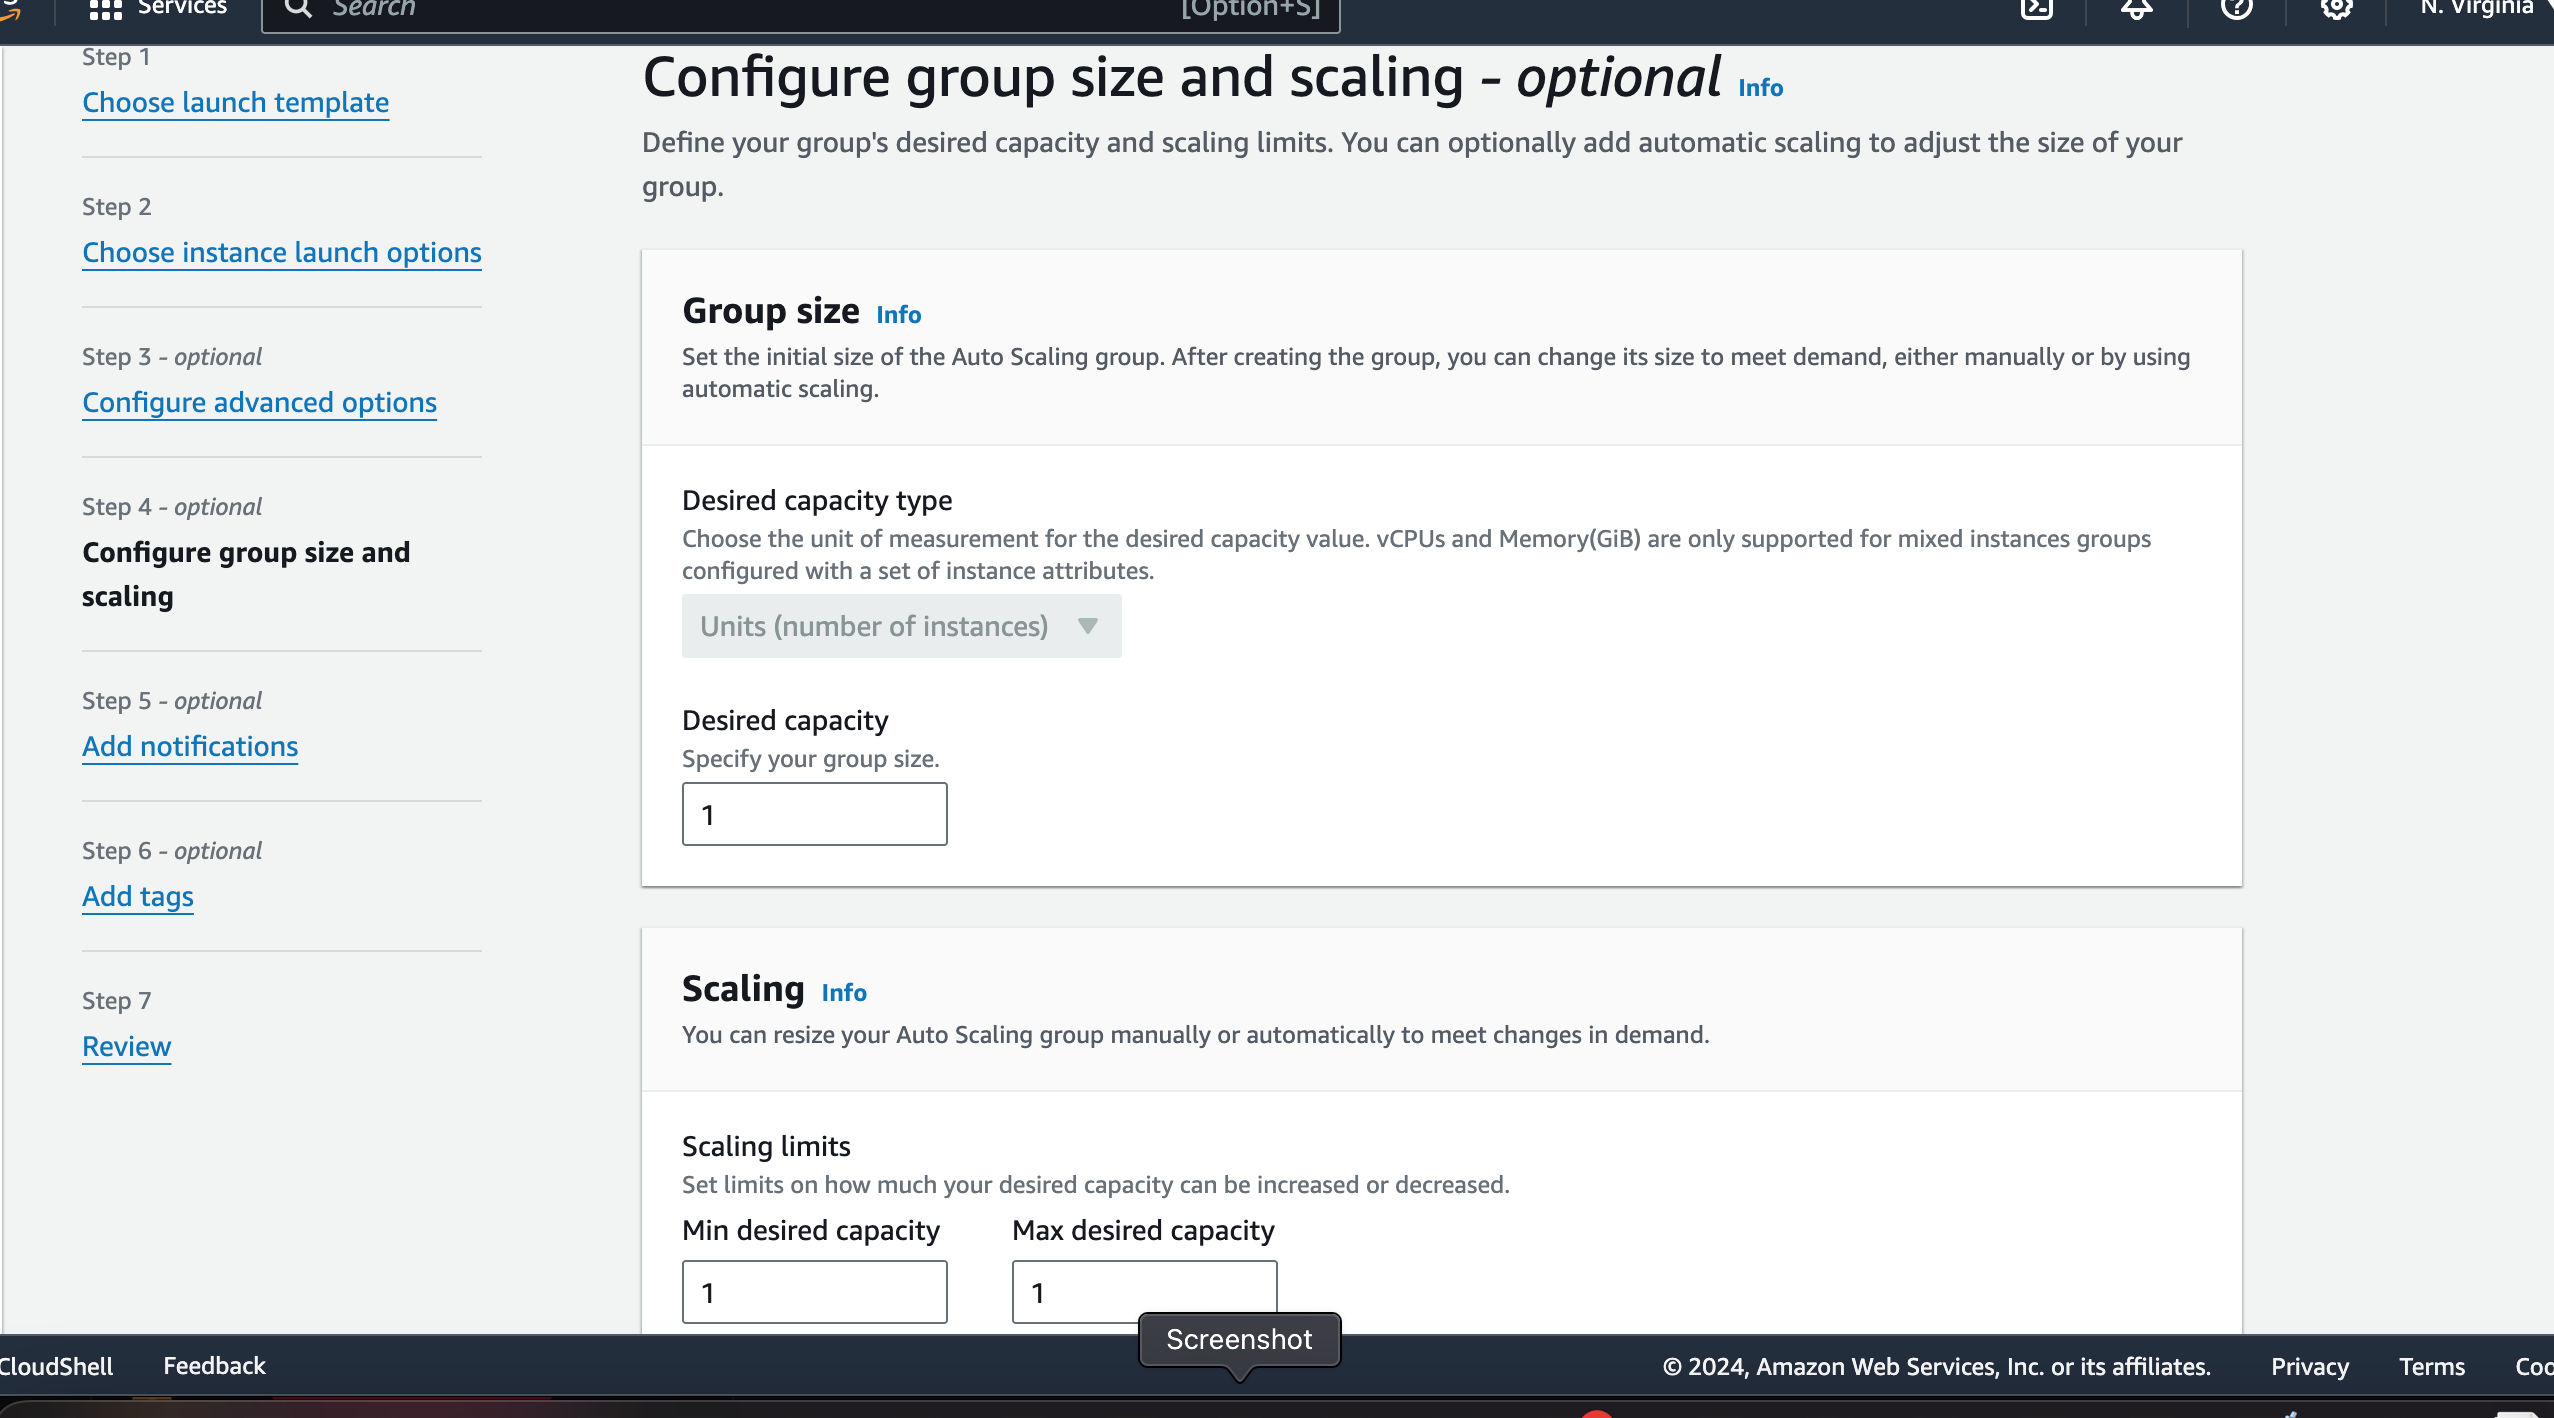 Services
Search
[Option+S]
N. Virginia
Step 1
Choose launch template
Step 2
Choose instance launch options
Step 3 - optional
Configure advanced options
Step 4 - optional
Configure group size and
scaling
Step 5 - optional
Add notifications
Step 6 - optional
Add tags
Step 7
Review
Configure group size and scaling - optional Info
Define your group's desired capacity and scaling limits. You can optionally add automatic scaling to adjust the size of your
group.
Group size Info
Set the initial size of the Auto Scaling group. After creating the group, you can change its size to meet demand, either manually or by using
automatic scaling.
Desired capacity type
Choose the unit of measurement for the desired capacity value. vCPUs and Memory(GiB) are only supported for mixed instances groups
configured with a set of instance attributes.
Units (number of instances)
Desired capacity
Specify your group size.
1
Scaling Info
You can resize your Auto Scaling group manually or automatically to meet changes in demand.
Scaling limits
Set limits on how much your desired capacity can be increased or decreased.
Min desired capacity Max desired capacity
1 1
Screenshot
CloudShell Feedback © 2024, Amazon Web Services, Inc. or its affiliates. Privacy Terms Coo